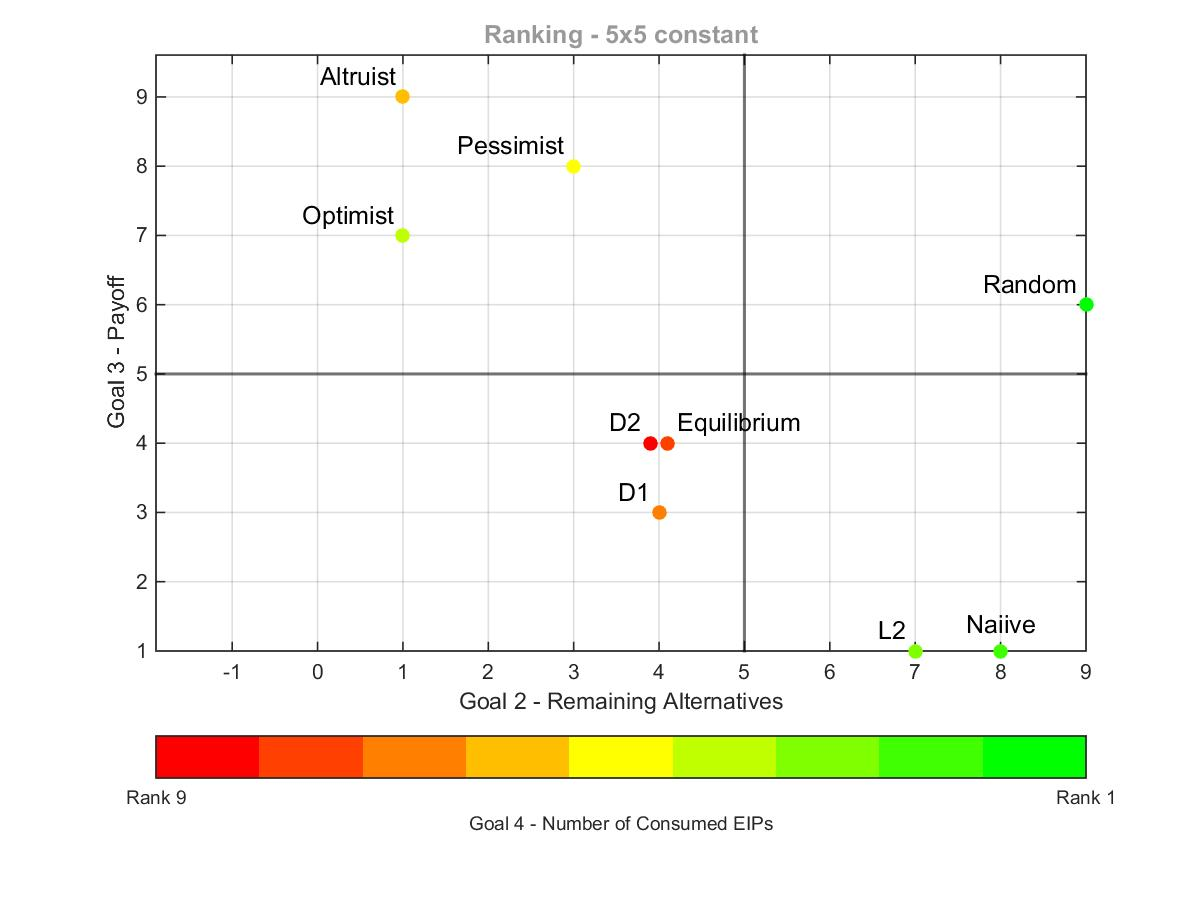 Ranking - 5x5 constant
Altruist
9
Pessimist
8
Optimist
7
Random
6
5
D2 Equilibrium
4
D1
3
2
L2 Naiive
1
-1 0 1 2 3 4 5 6 7 8 9
Goal 3 - Payoff
Goal 2 - Remaining Alternatives
Rank 9 Rank 1
Goal 4 - Number of Consumed EIPs